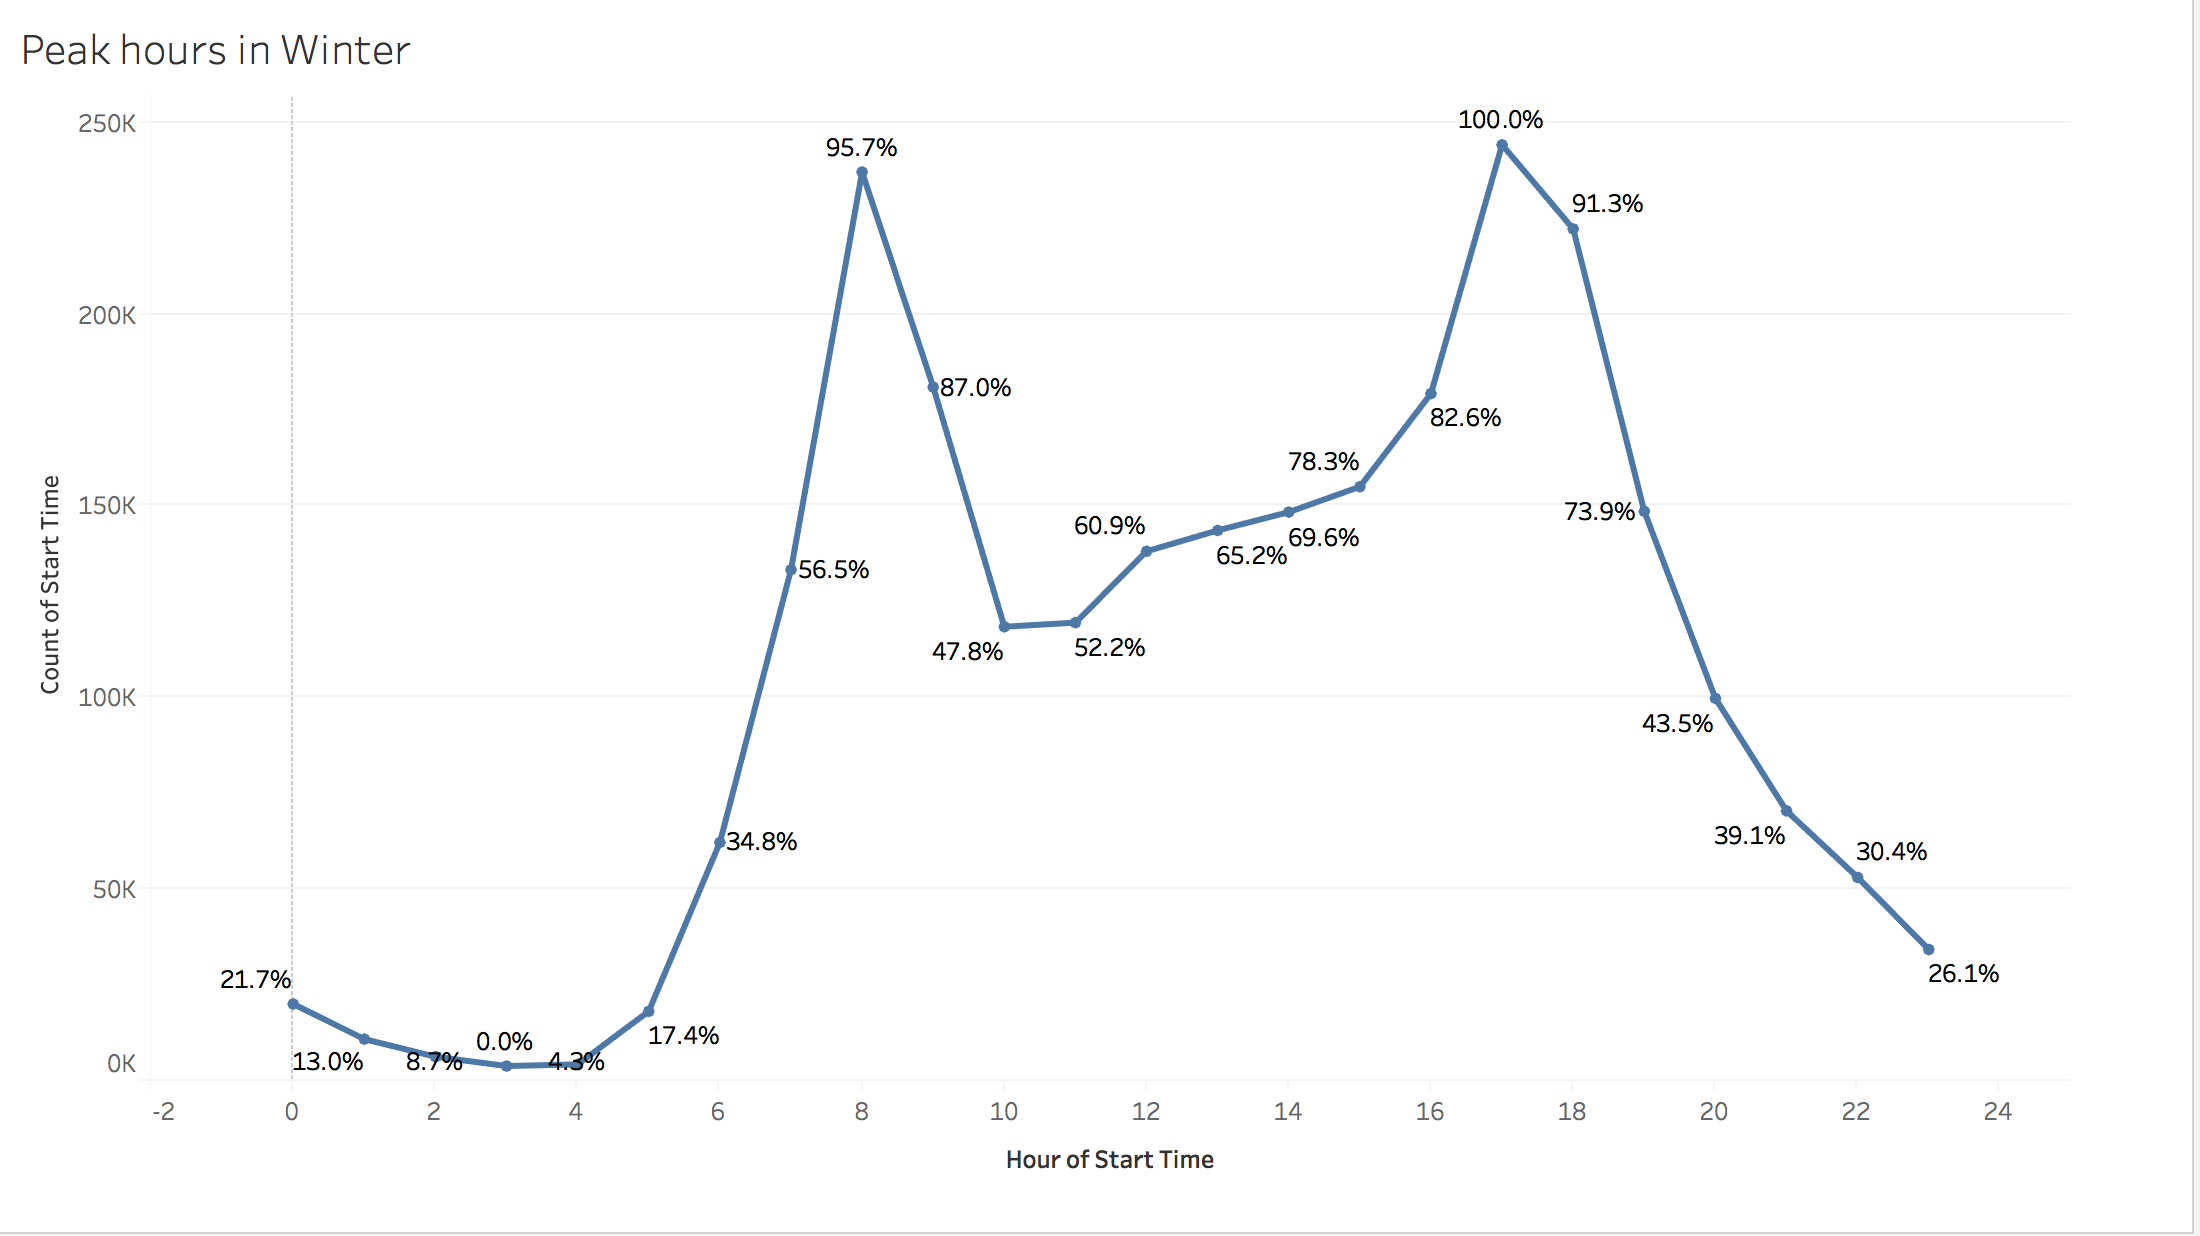 Peak hours in Winter
250K
200K
150K
100K
50K
0K
Count of Start Time
21.7%
13.0%
8.7%
0.0%
4.3%
17.4%
34.8%
56.5%
95.7%
87.0%
47.8%
52.2%
60.9%
65.2%
69.6%
78.3%
82.6%
100.0%
91.3%
73.9%
43.5%
39.1%
30.4%
26.1%
-2 0 2 4 6 8 10 12 14 16 18 20 22 24
Hour of Start Time